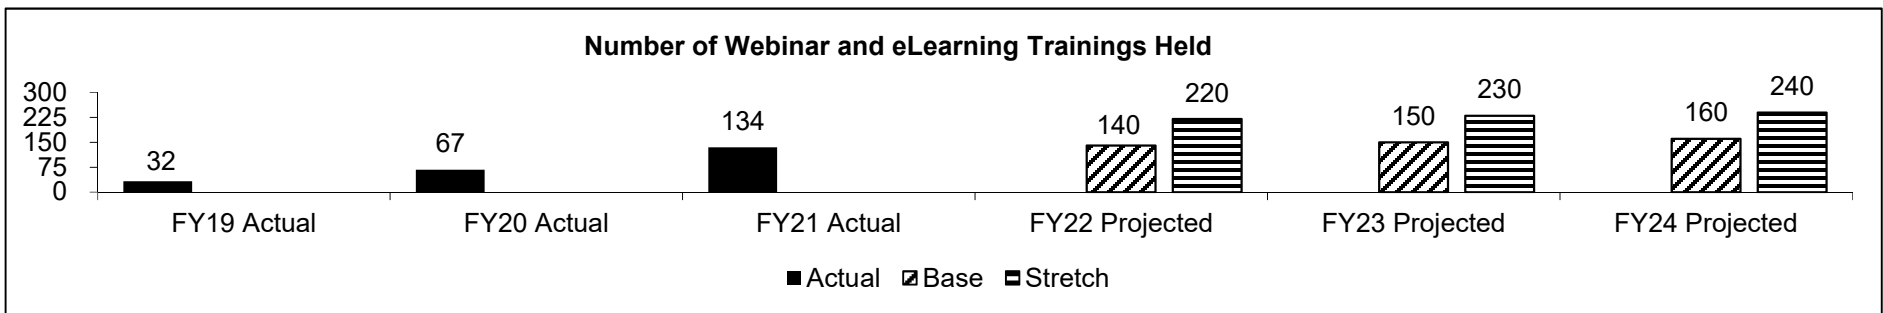 Number of Webinar and eLearning Trainings Held
300
225
150
75
0
32
67
134
140
220
150
230
160
240
FY19 Actual
FY20 Actual
FY21 Actual
FY22 Projected
FY23 Projected
FY24 Projected
Actual
Base
Stretch